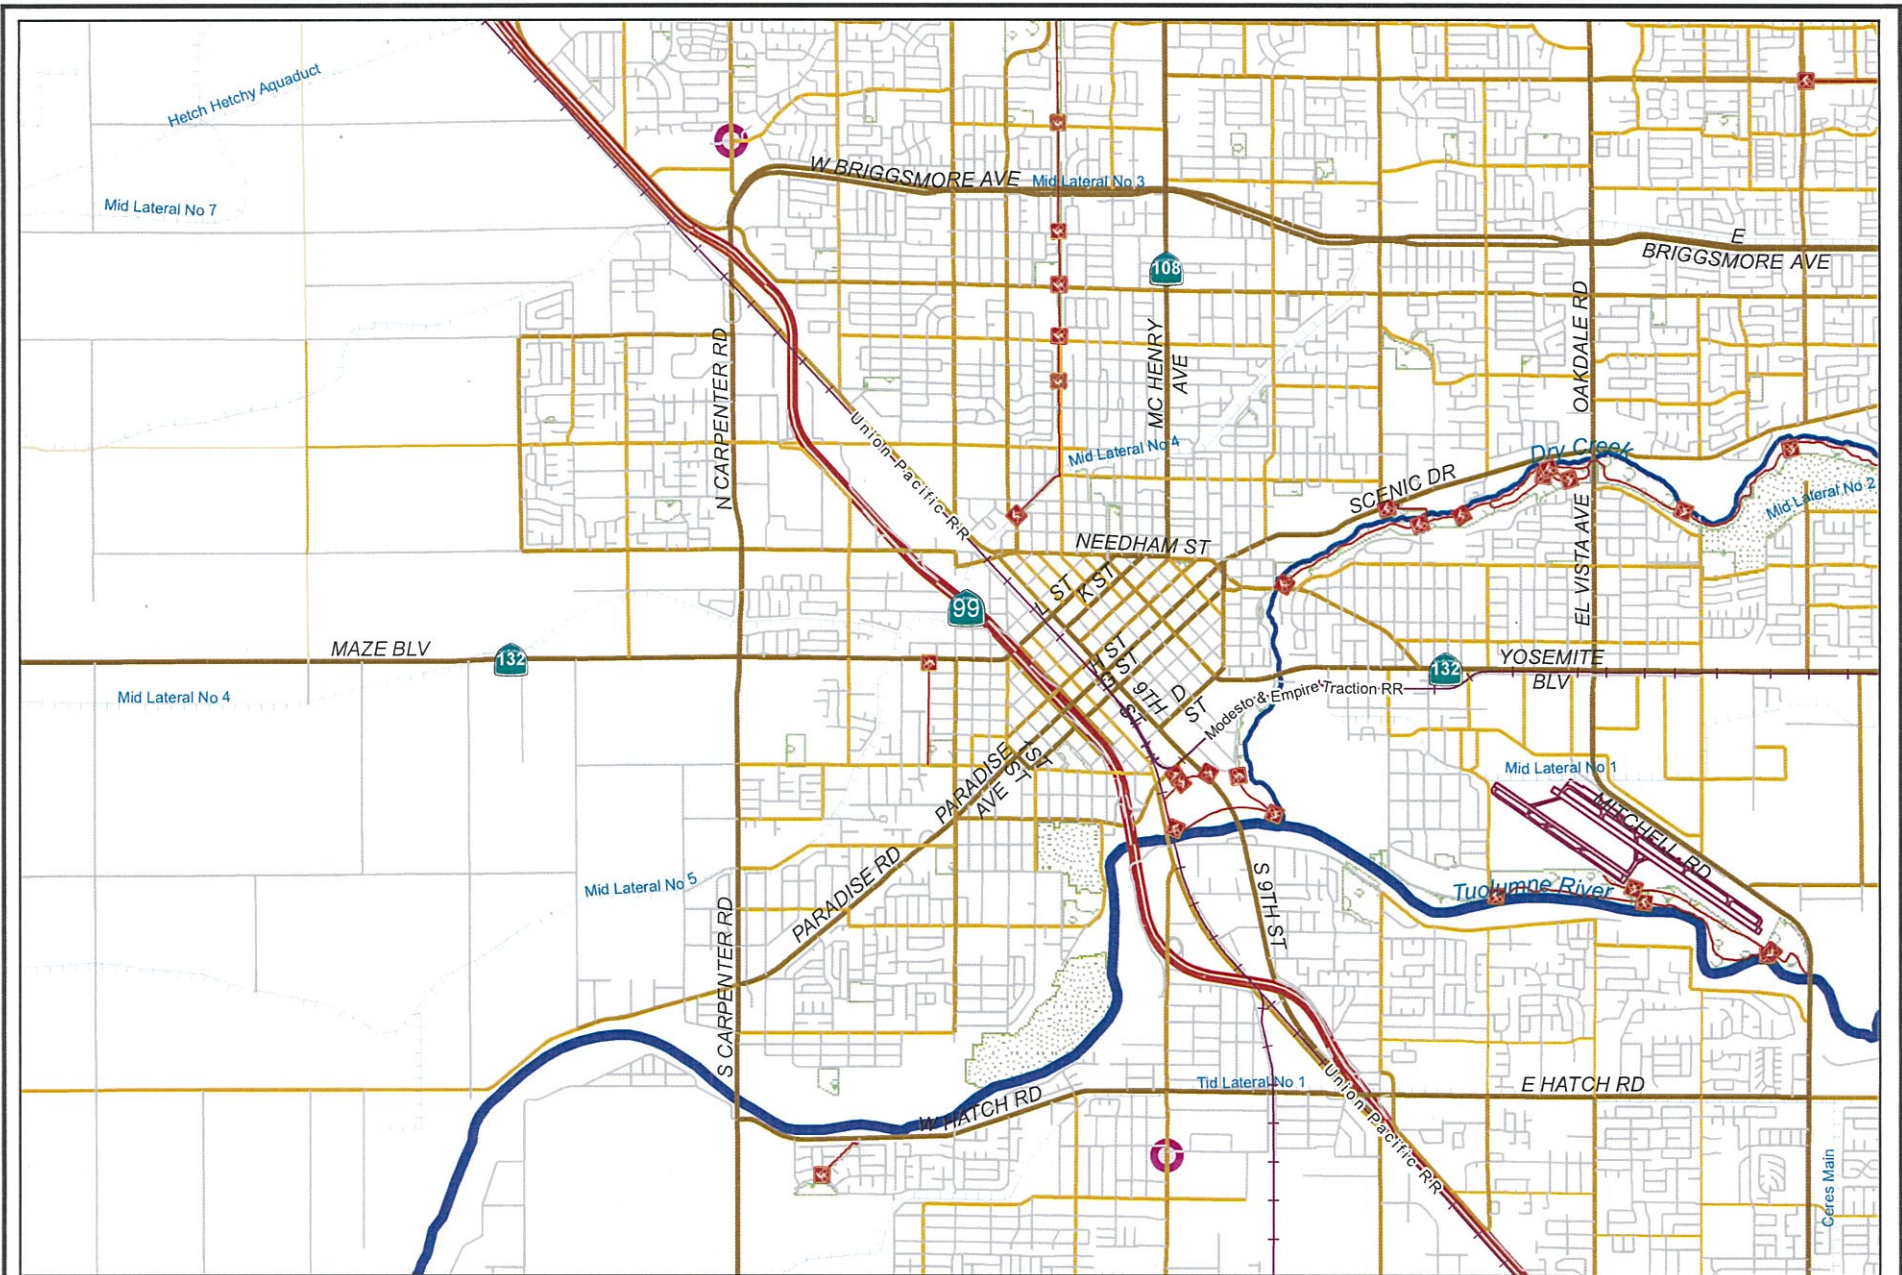 Hetch Hetchy Aquaduct
W BRIGGSMORE AVE
Mid Lateral No 3
Mid Lateral No 7
E
BRIGGSMORE AVE
108
OAKDALE RD
N CARPENTER RD
MC HENRY
AVE
Union Pacific RR
Mid Lateral No 4
Dry Creek
SCENIC DR
Mid Lateral No 2
NEEDHAM ST
EL VISTA AVE
L ST
K ST
99
MAZE BLV
132
H ST
G ST
9TH
ST
D
ST
132
YOSEMITE
BLV
Modesto & Empire Traction RR
Mid Lateral No 4
PARADISE
AVE
ST
1ST
ST
Mid Lateral No 1
MITCHELL RD
PARADISE RD
Mid Lateral No 5
S 9TH ST
Tuolumne River
S CARPENTER RD
W HATCH RD
Tid Lateral No 1
E HATCH RD
Union Pacific RR
Ceres Main